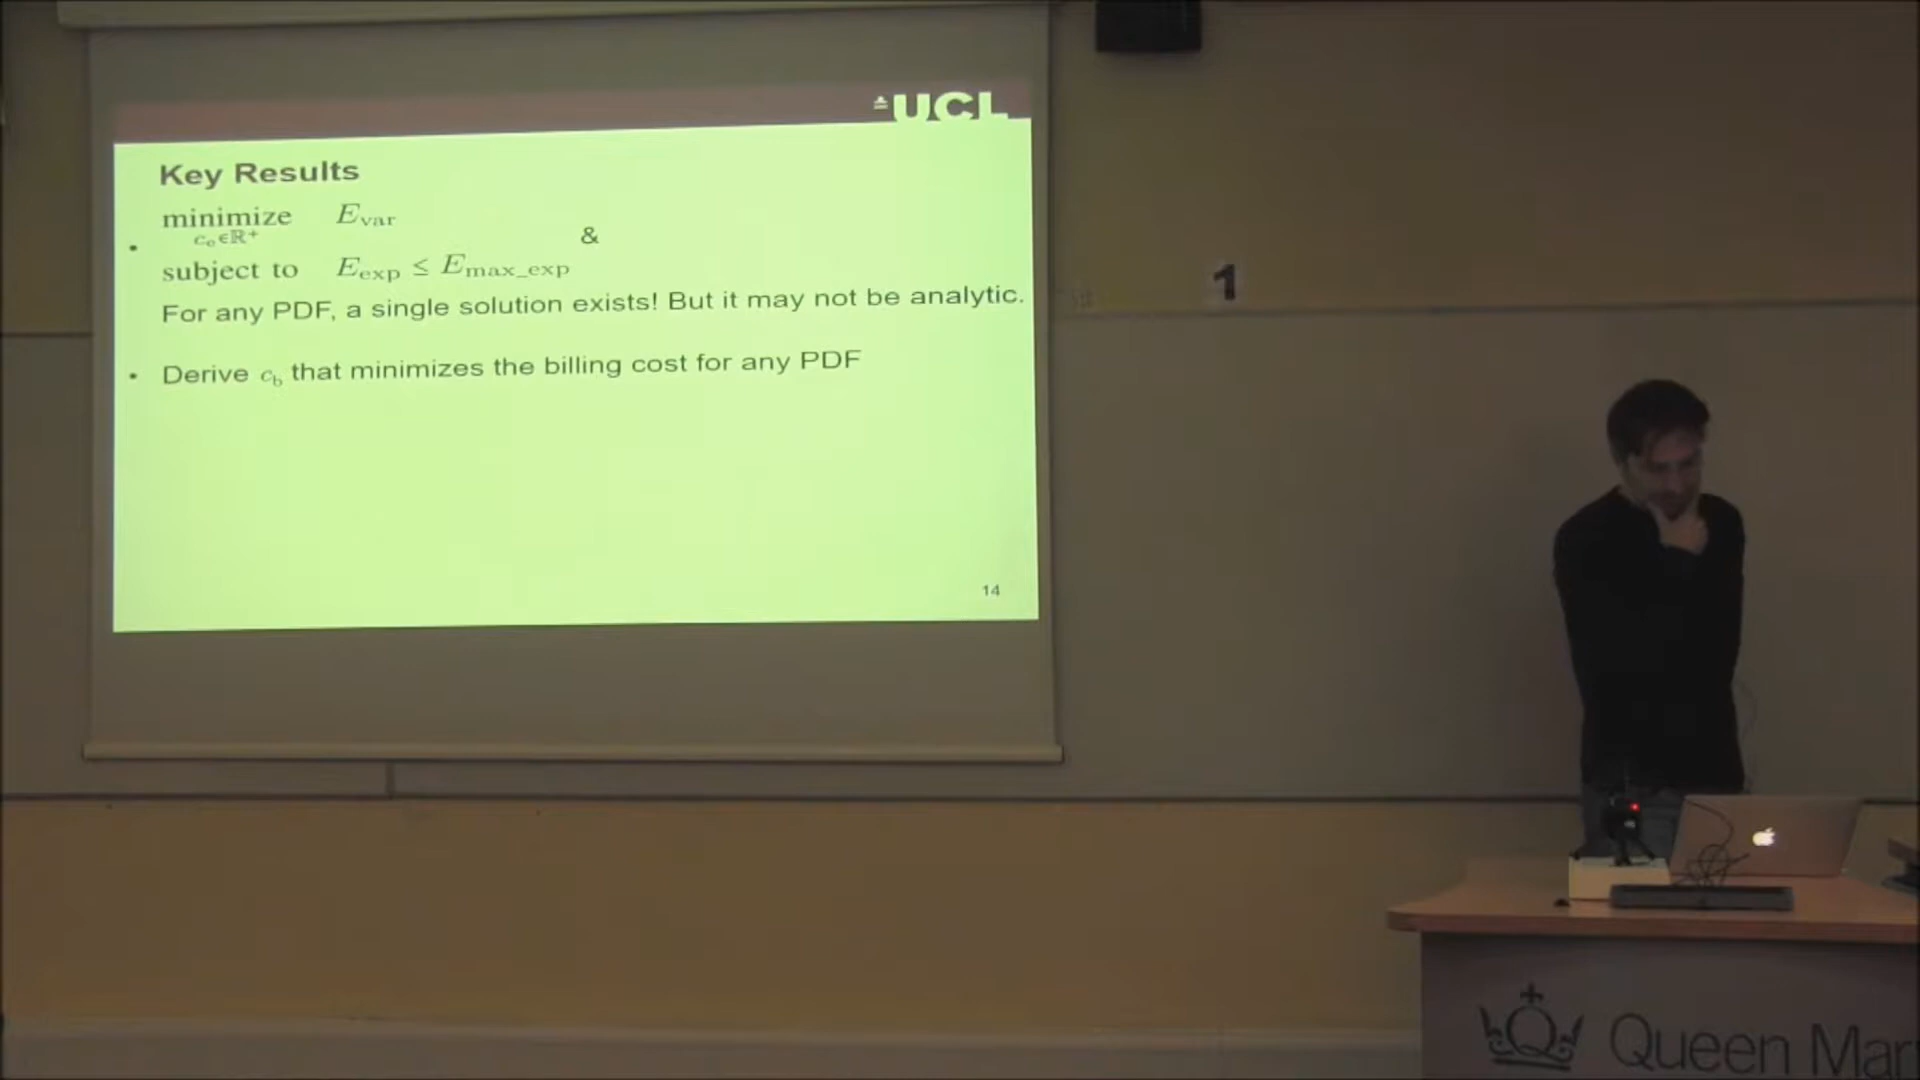 UCL
Key Results
minimize E_var
c_e∈ℝ⁺
&
• subject to E_exp ≤ E_max_exp
For any PDF, a single solution exists! But it may not be analytic.
• Derive c_b that minimizes the billing cost for any PDF
14
1
Queen Mar